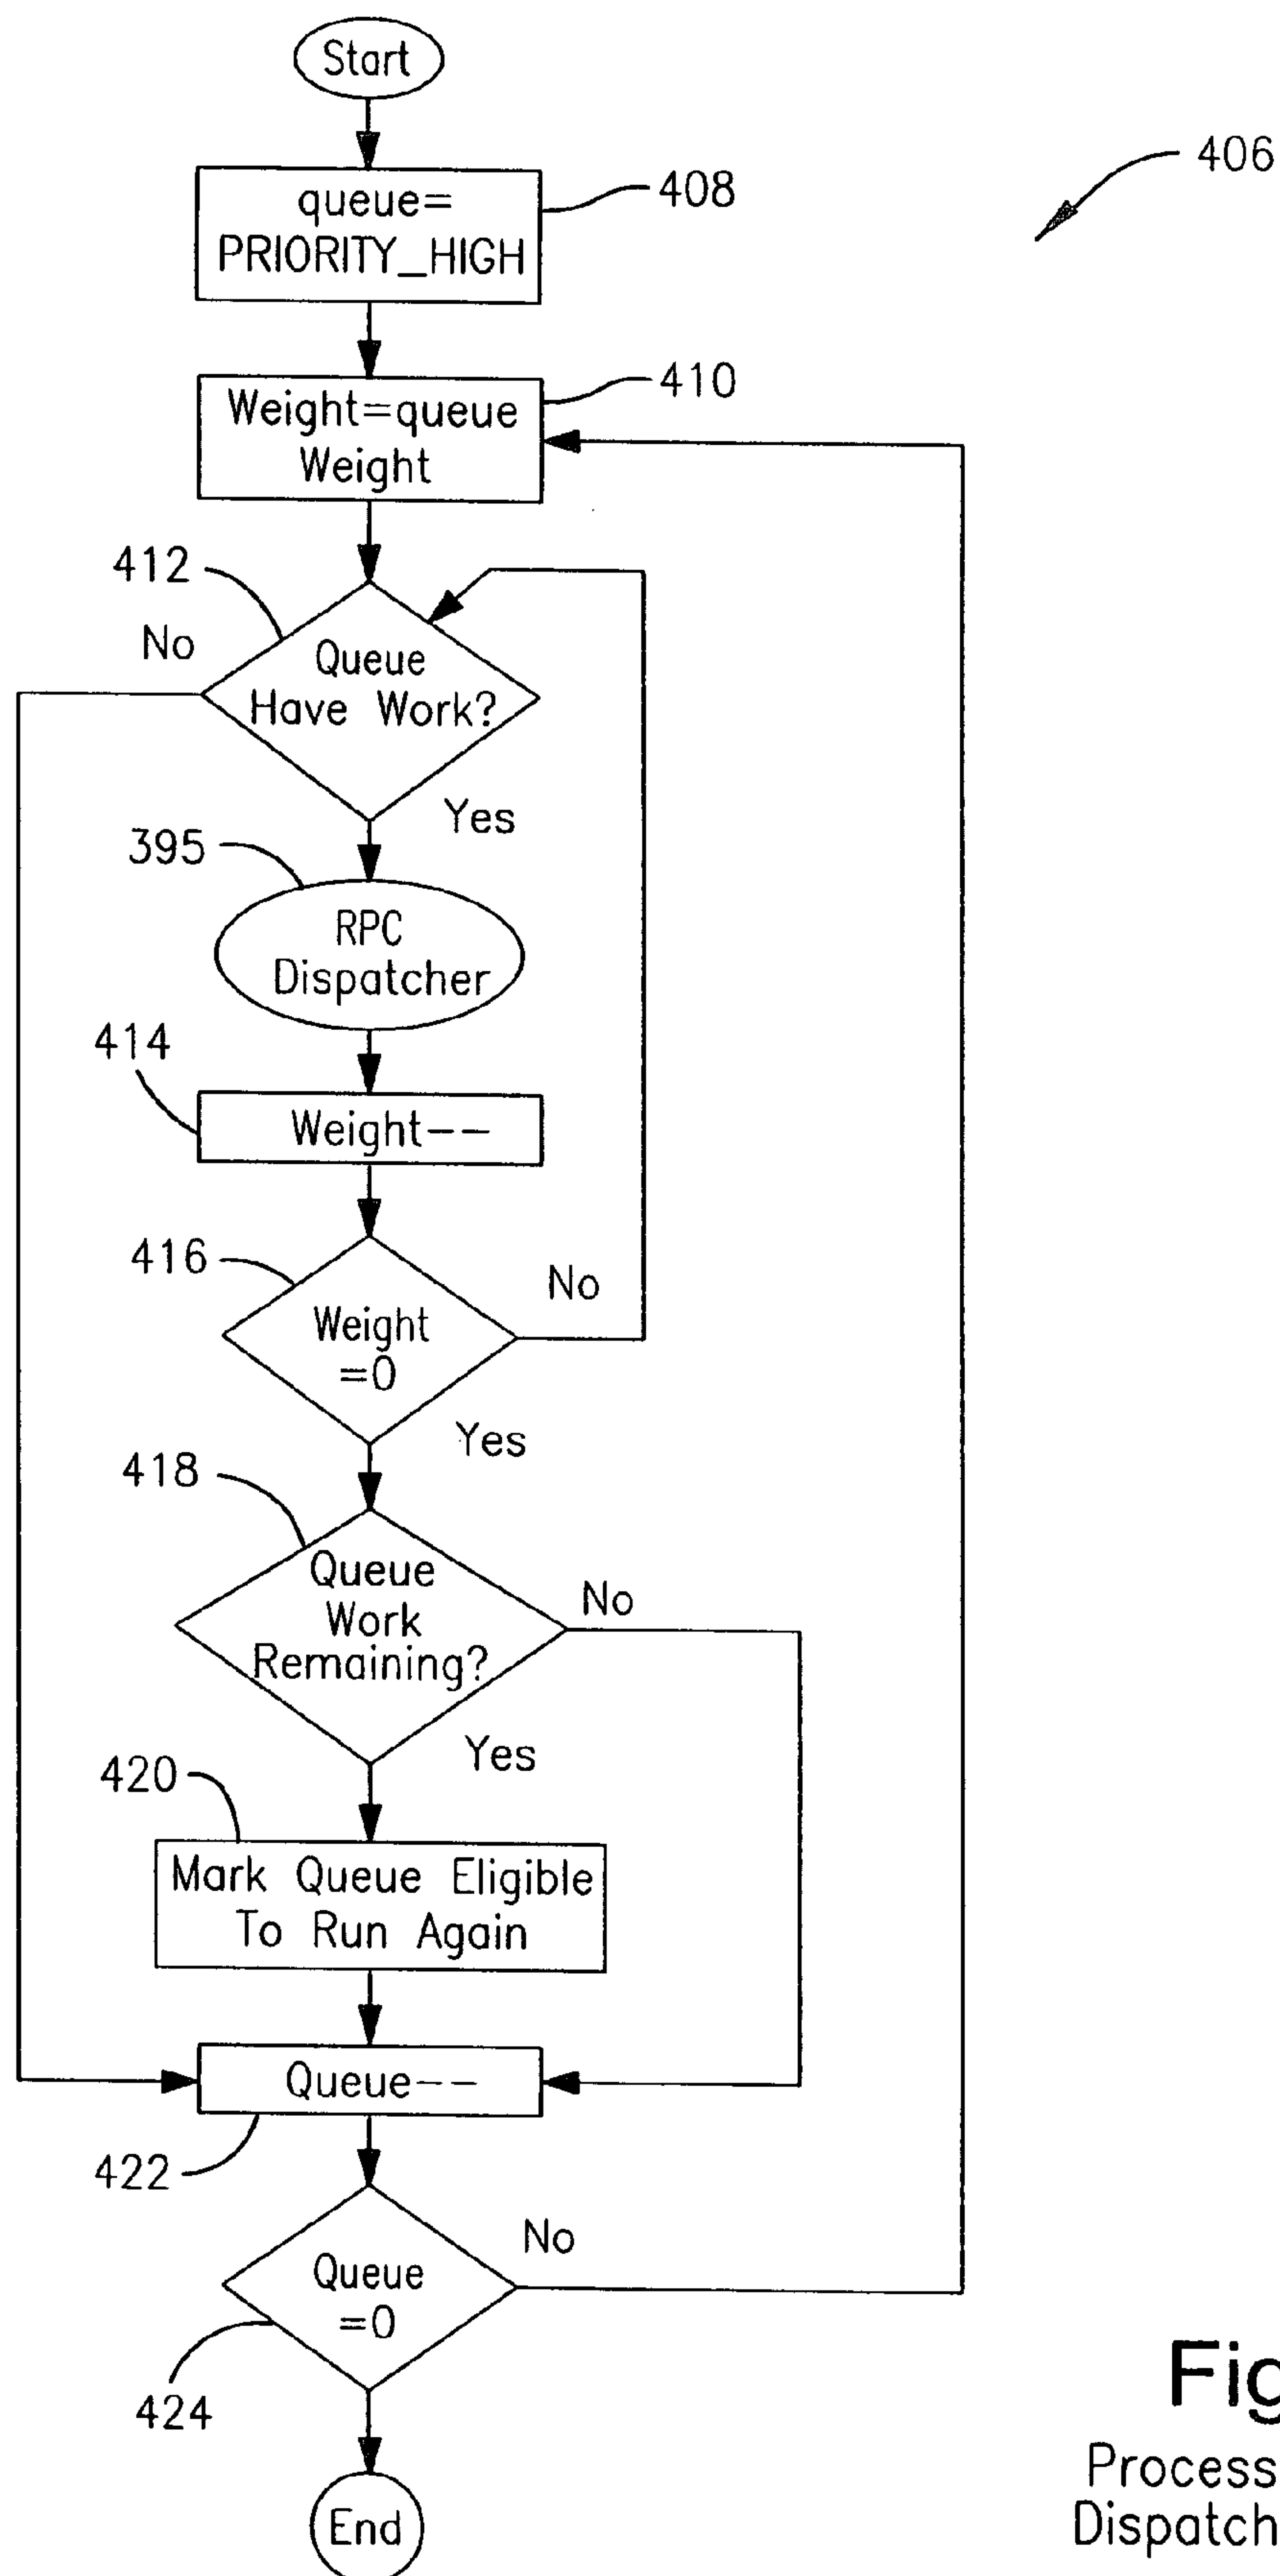 Start
406
queue=
PRIORITY_HIGH
408
Weight=queue
Weight
410
412
No
Queue
Have Work?
Yes
395
RPC
Dispatcher
414
Weight--
416
No
Weight
=0
Yes
418
Queue
Work
Remaining?
No
Yes
420
Mark Queue Eligible
To Run Again
Queue--
422
No
Queue
=0
424
End
Fig
Process
Dispatch